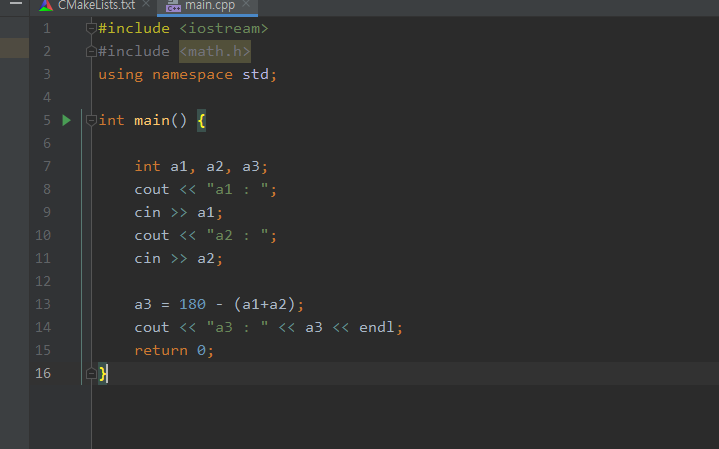 CMakeLists.txt main.cpp
1 #include <iostream>
2 #include <math.h>
3 using namespace std;
4
5 int main() {
6
7 int a1, a2, a3;
8 cout << "a1 : ";
9 cin >> a1;
10 cout << "a2 : ";
11 cin >> a2;
12
13 a3 = 180 - (a1+a2);
14 cout << "a3 : " << a3 << endl;
15 return 0;
16 }